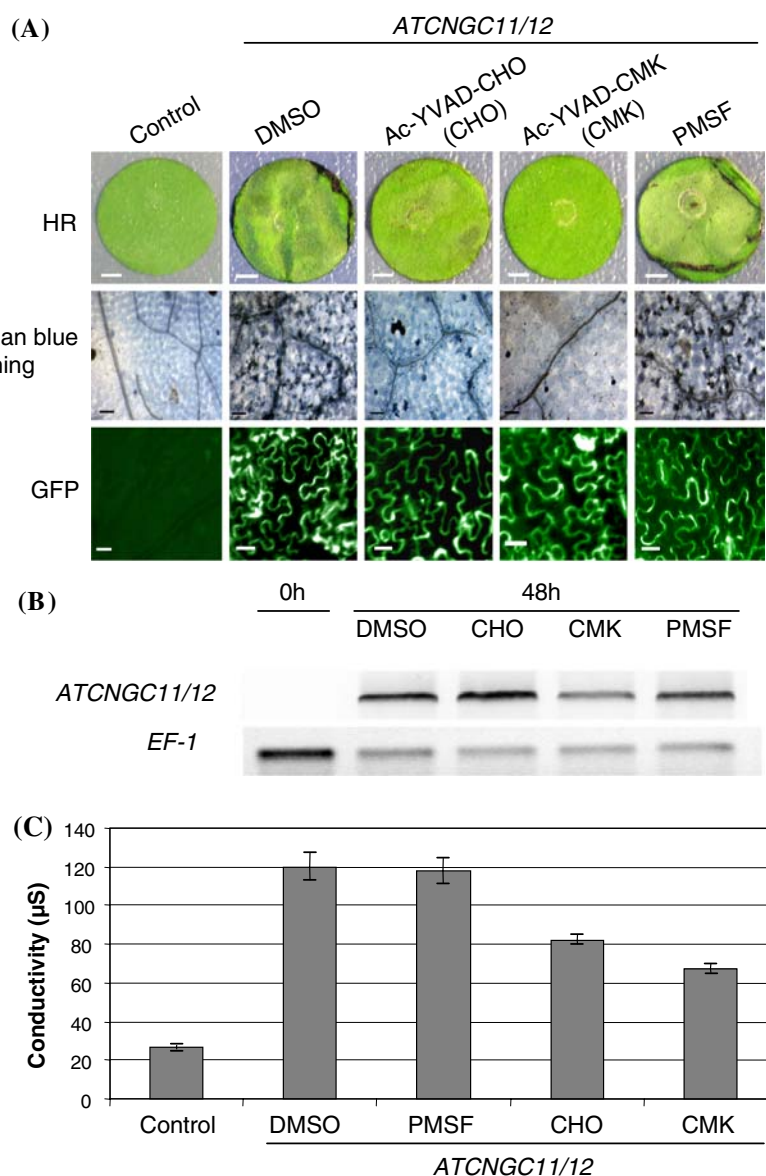 (A)
ATCNGC11/12
Control
DMSO
Ac-YVAD-CHO
(CHO)
Ac-YVAD-CMK
(CMK)
PMSF
HR
an blue
ning
GFP
(B)
0h
48h
DMSO CHO CMK PMSF
ATCNGC11/12
EF-1
(C)
140
120
100
80
60
40
20
0
Conductivity (µS)
Control DMSO PMSF CHO CMK
ATCNGC11/12